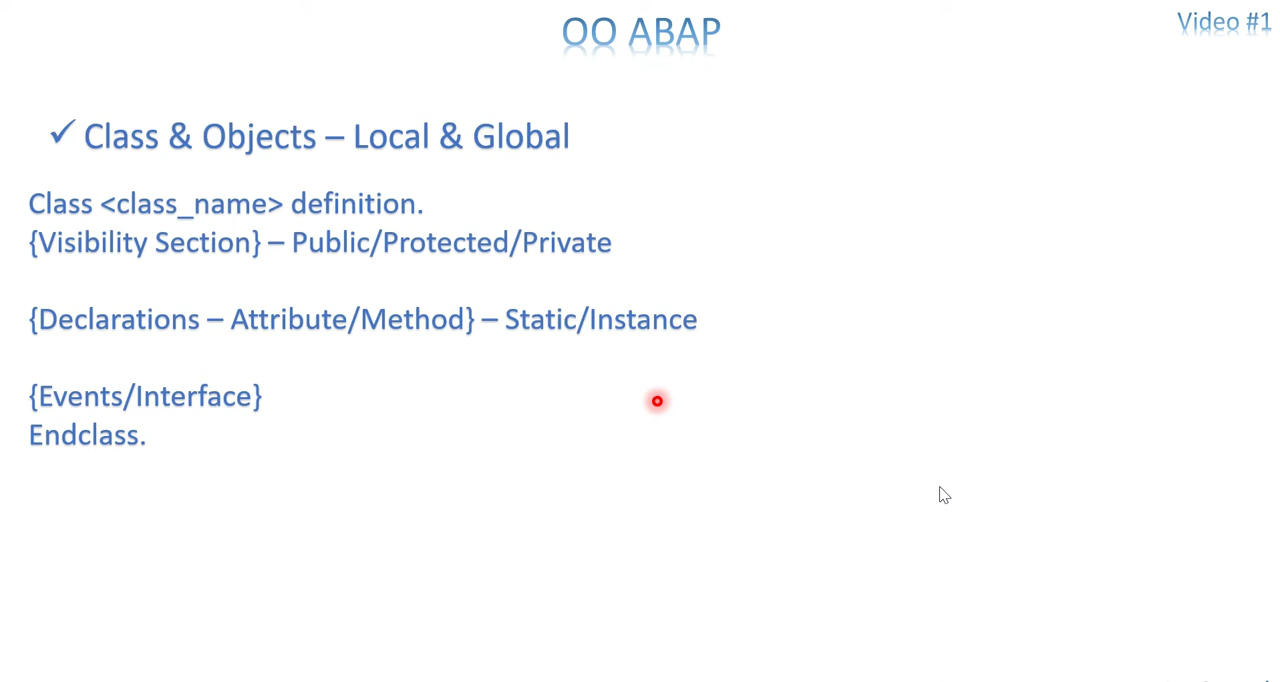 OO ABAP
Video #1
Class & Objects – Local & Global
Class <class_name> definition.
{Visibility Section} – Public/Protected/Private
{Declarations – Attribute/Method} – Static/Instance
{Events/Interface}
Endclass.